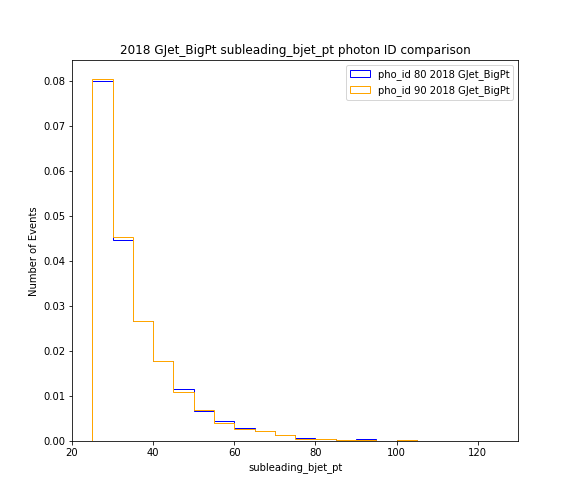 2018 GJet_BigPt subleading_bjet_pt photon ID comparison
pho_id 80 2018 GJet_BigPt
pho_id 90 2018 GJet_BigPt
Number of Events
0.08
0.07
0.06
0.05
0.04
0.03
0.02
0.01
0.00
20 40 60 80 100 120
subleading_bjet_pt